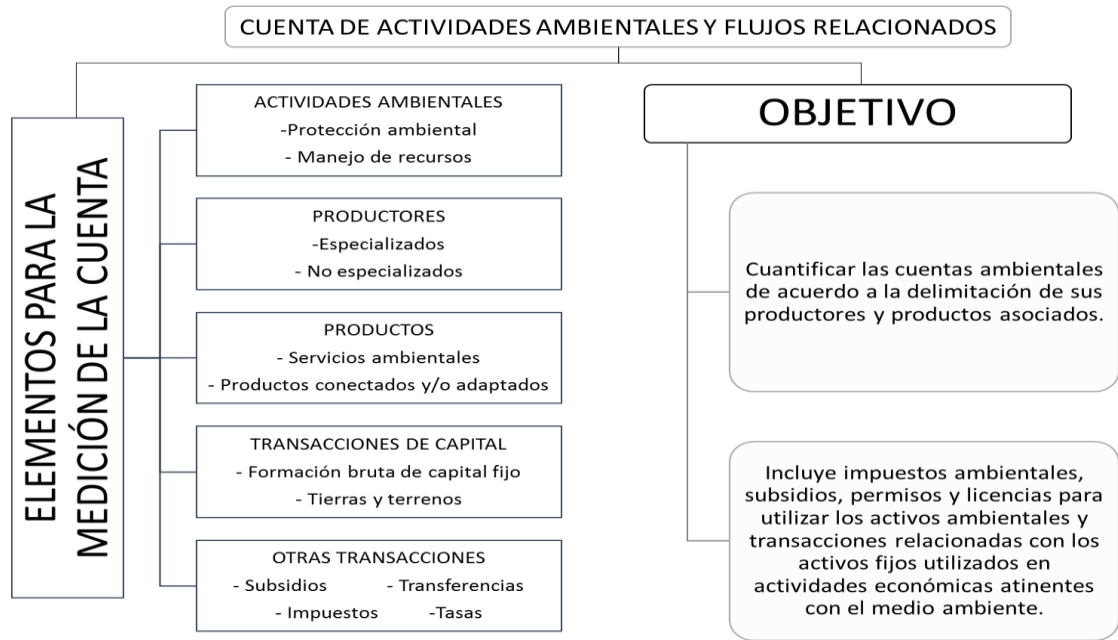 CUENTA DE ACTIVIDADES AMBIENTALES Y FLUJOS RELACIONADOS
ELEMENTOS PARA LA
MEDICIÓN DE LA CUENTA
ACTIVIDADES AMBIENTALES
-Protección ambiental
- Manejo de recursos
PRODUCTORES
-Especializados
- No especializados
PRODUCTOS
- Servicios ambientales
- Productos conectados y/o adaptados
TRANSACCIONES DE CAPITAL
- Formación bruta de capital fijo
- Tierras y terrenos
OTRAS TRANSACCIONES
- Subsidios - Transferencias
- Impuestos -Tasas
OBJETIVO
Cuantificar las cuentas ambientales
de acuerdo a la delimitación de sus
productores y productos asociados.
Incluye impuestos ambientales,
subsidios, permisos y licencias para
utilizar los activos ambientales y
transacciones relacionadas con los
activos fijos utilizados en
actividades económicas atinentes
con el medio ambiente.